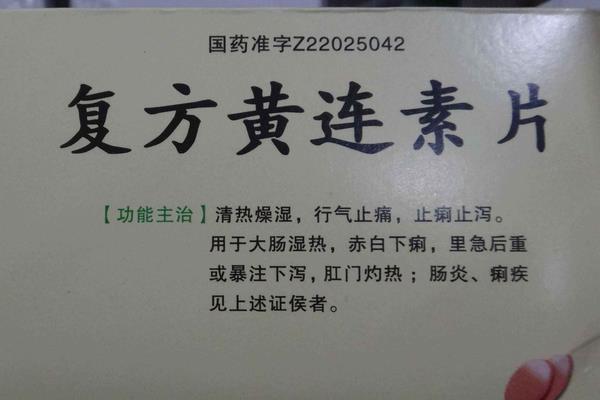 国药准字Z22025042
复方黄连素片
【功能主治】清热燥湿，行气止痛，止痢止泻。
用于大肠湿热，赤白下痢，里急后重
或暴注下泻，肛门灼热；肠炎、痢疾
见上述证侯者。